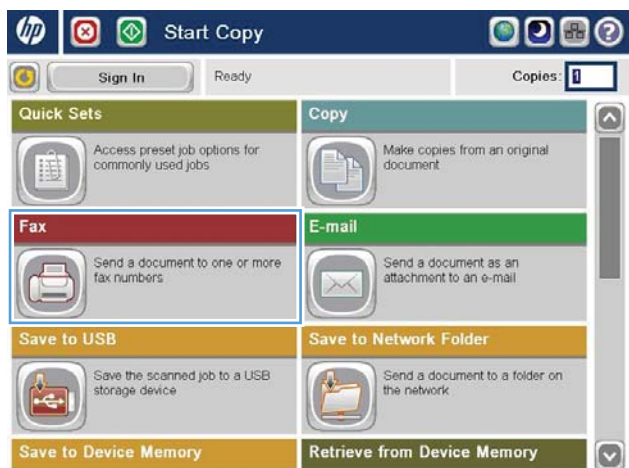 hp
Start Copy
?
Sign In
Ready
Copies: 1
Quick Sets
Access preset job options for
commonly used jobs
Copy
Make copies from an original
document
Fax
Send a document to one or more
fax numbers
E-mail
Send a document as an
attachment to an e-mail
Save to USB
Save the scanned job to a USB
storage device
Save to Network Folder
Send a document to a folder on
the network
Save to Device Memory
Retrieve from Device Memory